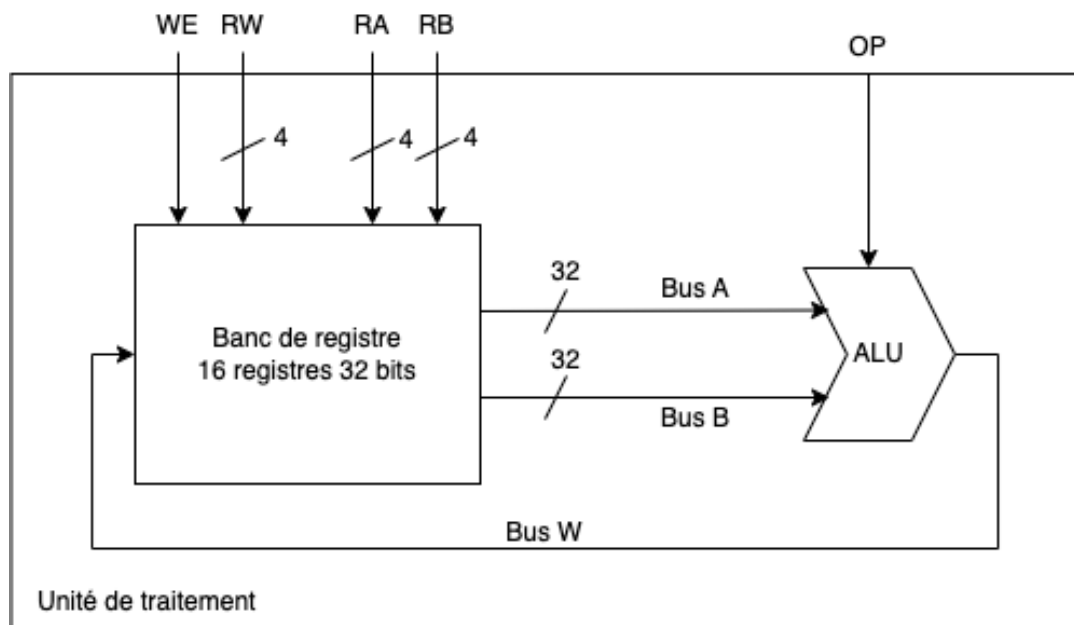 WE RW RA RB
OP
4 4 4
32
Bus A
Banc de registre
16 registres 32 bits
ALU
32
Bus B
Bus W
Unité de traitement